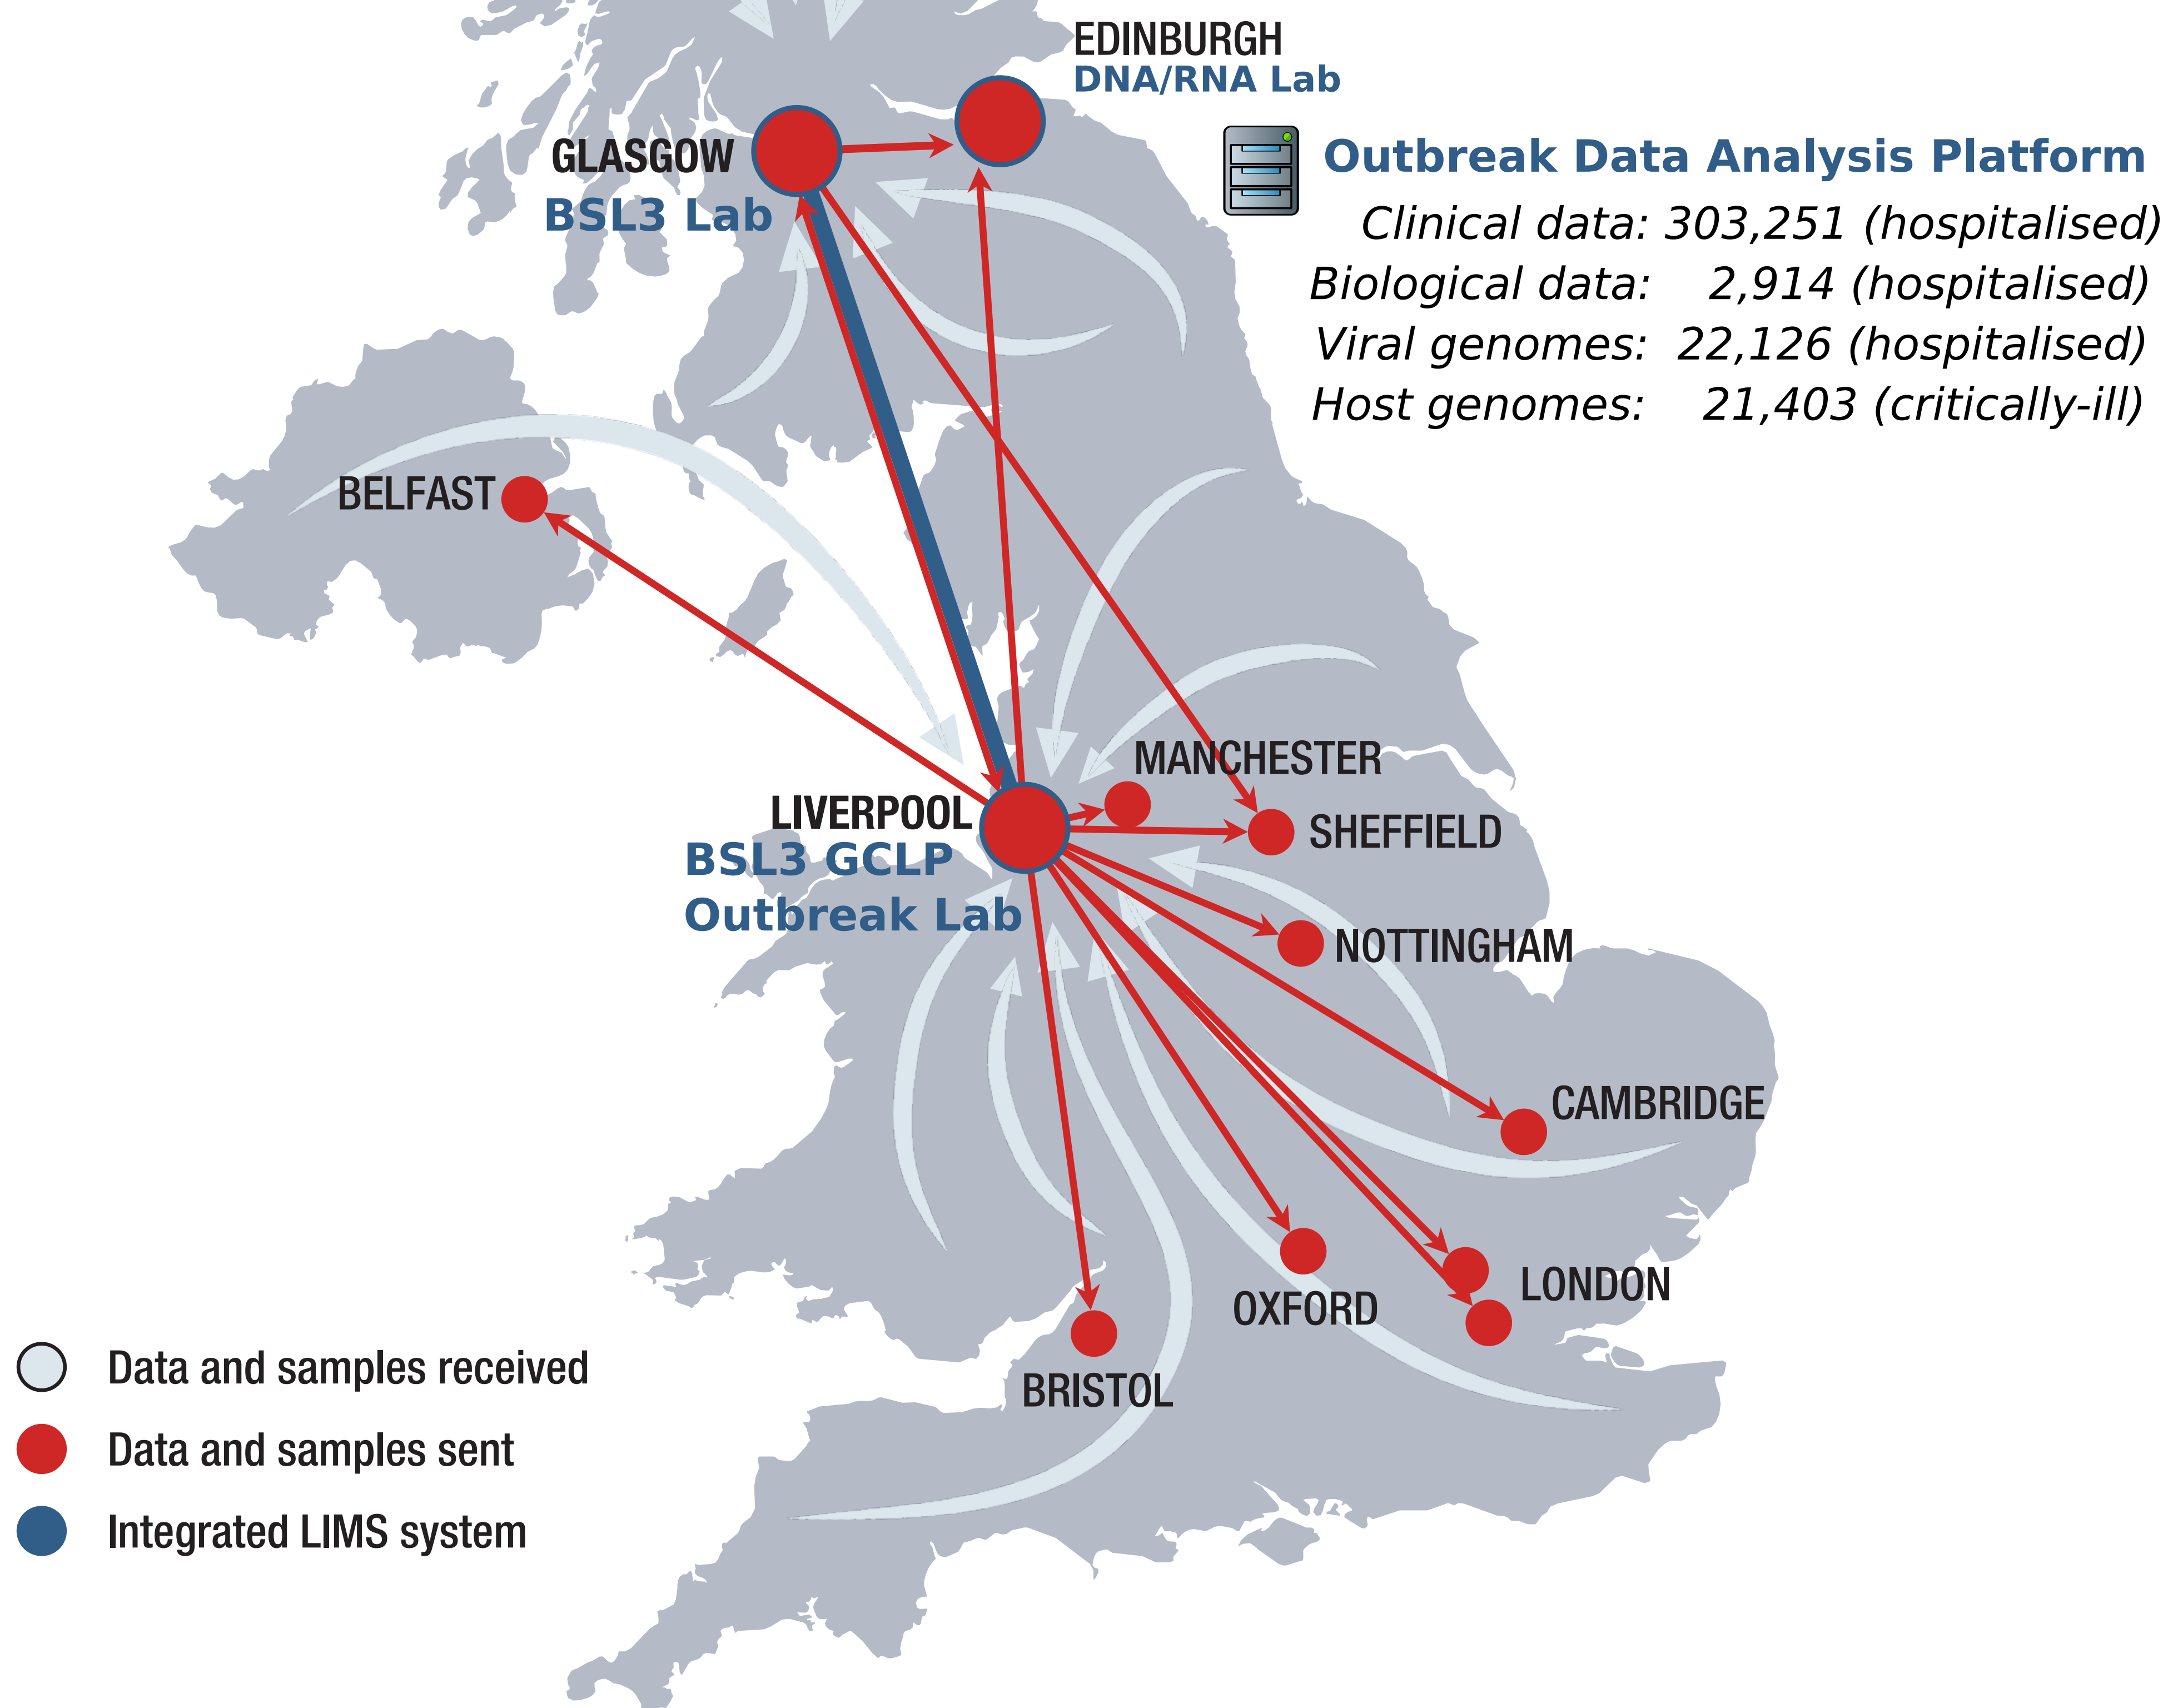 EDINBURGH
DNA/RNA Lab
GLASGOW
BSL3 Lab
Outbreak Data Analysis Platform
Clinical data: 303,251 (hospitalised)
Biological data: 2,914 (hospitalised)
Viral genomes: 22,126 (hospitalised)
Host genomes: 21,403 (critically-ill)
BELFAST
MANCHESTER
LIVERPOOL
BSL3 GCLP
Outbreak Lab
SHEFFIELD
NOTTINGHAM
CAMBRIDGE
LONDON
OXFORD
BRISTOL
Data and samples received
Data and samples sent
Integrated LIMS system